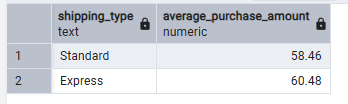 shipping_type average_purchase_amount
text numeric
1 Standard 58.46
2 Express 60.48